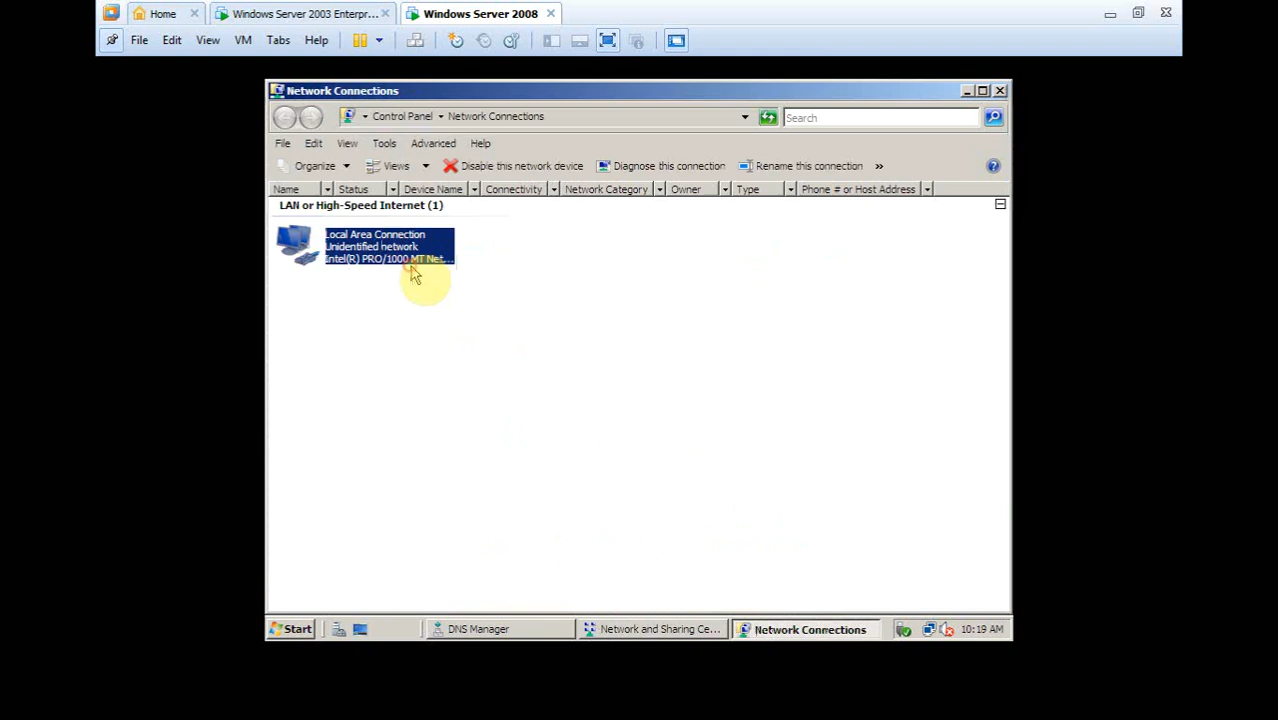 Home
Windows Server 2003 Enterpr...
Windows Server 2008
File Edit View VM Tabs Help
Network Connections
Control Panel Network Connections
Search
File Edit View Tools Advanced Help
Organize Views Disable this network device Diagnose this connection Rename this connection »
Name Status Device Name Connectivity Network Category Owner Type Phone # or Host Address
LAN or High-Speed Internet (1)
Local Area Connection
Unidentified network
Intel(R) PRO/1000 MT Net...
Start DNS Manager Network and Sharing Ce... Network Connections 10:19 AM